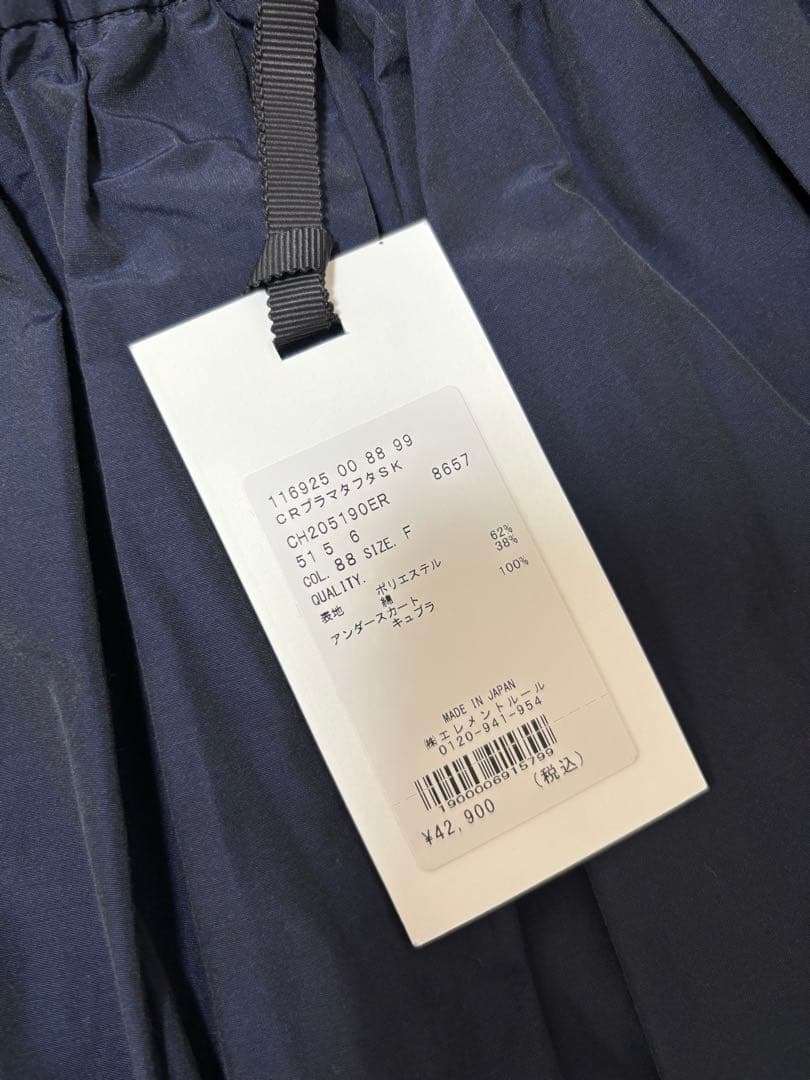 116925 00 88 99
CRプラマタフタSK
8657
CH205190ER
51 5 6
COL. 88 SIZE. F
QUALITY.
表地 ポリエステル 62%
綿 38%
アンダースカート
キュプラ 100%
MADE IN JAPAN
㈱エレメントルール
0120-941-954
1900006915799
¥42,900 (税込)